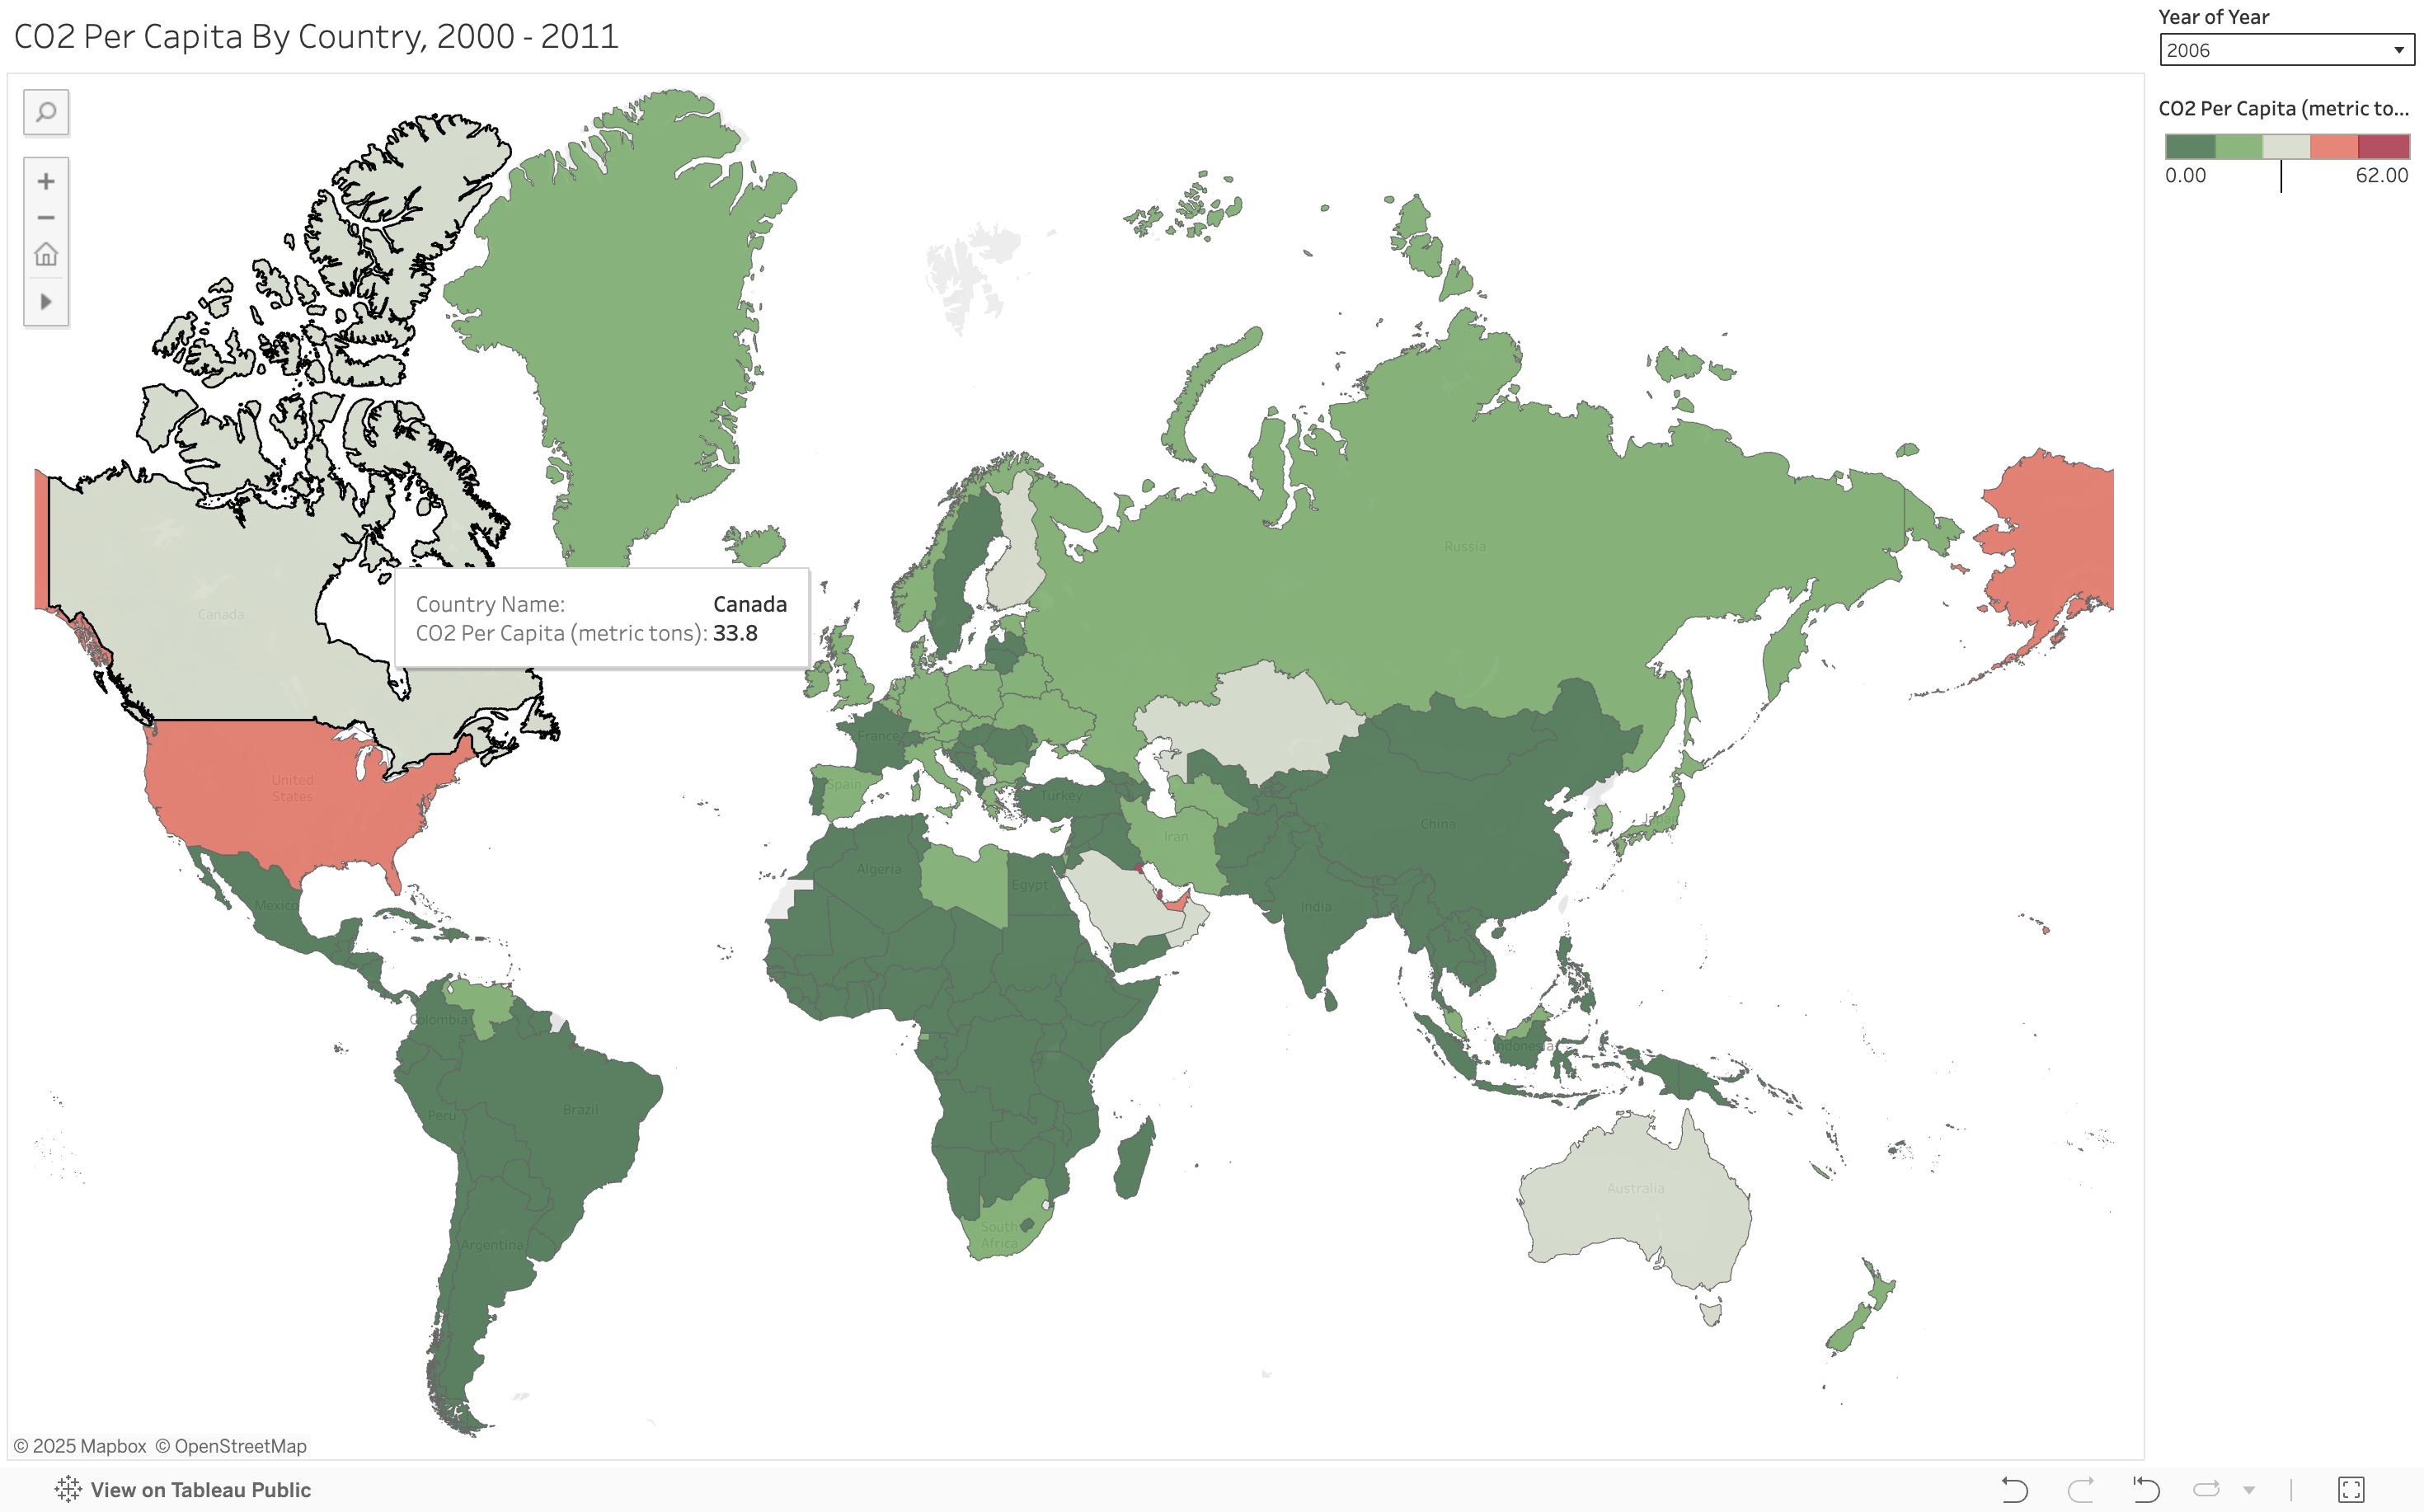 CO2 Per Capita By Country, 2000 - 2011
Year of Year
2006
CO2 Per Capita (metric to...
0.00
62.00
Russia
Canada
Country Name: Canada
CO2 Per Capita (metric tons): 33.8
France
United
States
Spain
Turkey
Japan
China
Iran
Algeria
Egypt
Mexico
India
Colombia
Indonesia
Peru
Brazil
Australia
South
Africa
Argentina
© 2025 Mapbox © OpenStreetMap
View on Tableau Public